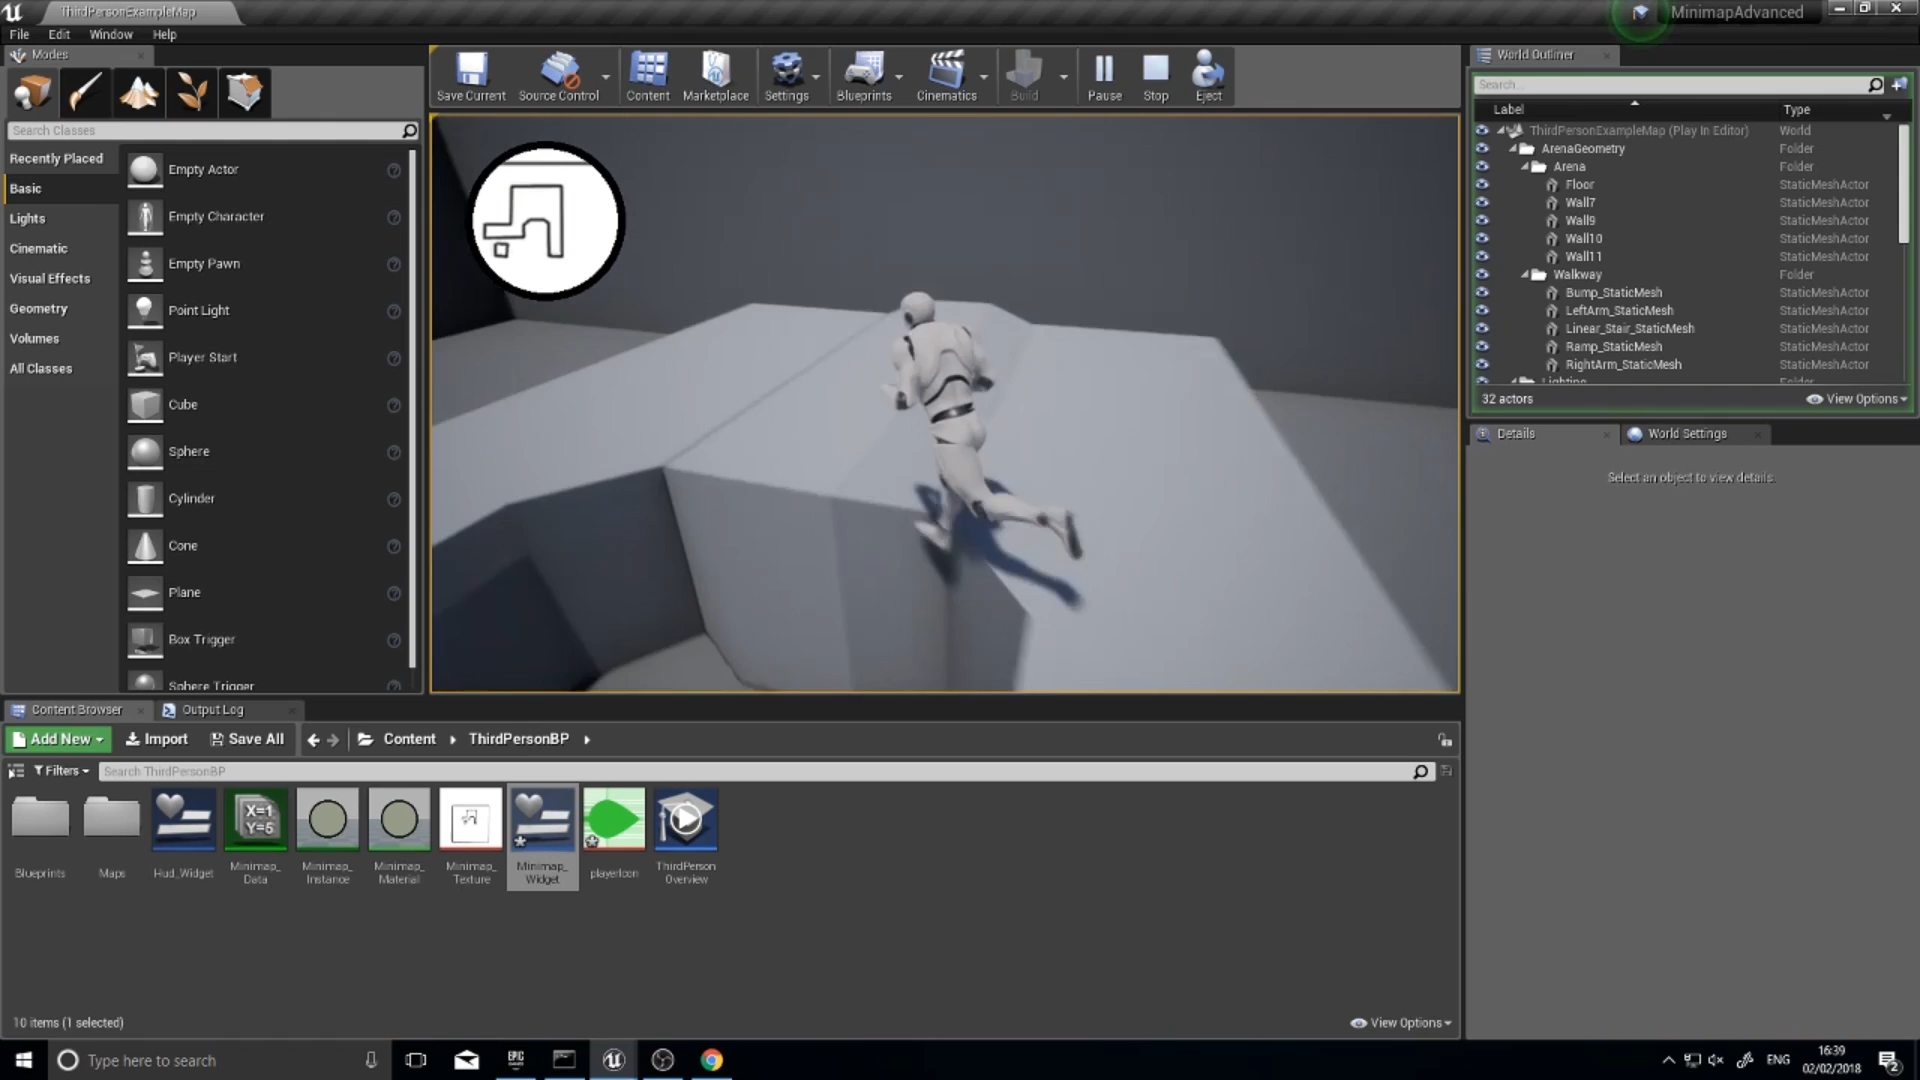 ThirdPersonExampleMap
MinimapAdvanced
File Edit Window Help
Modes
Search Classes
Recently Placed
Basic
Lights
Cinematic
Visual Effects
Geometry
Volumes
All Classes
Empty Actor
Empty Character
Empty Pawn
Point Light
Player Start
Cube
Sphere
Cylinder
Cone
Plane
Box Trigger
Sphere Trigger
Save Current Source Control Content Marketplace Settings Blueprints Cinematics Build Pause Stop Eject
World Outliner
Search...
Label Type
ThirdPersonExampleMap (Play In Editor) World
ArenaGeometry Folder
Arena Folder
Floor StaticMeshActor
Wall7 StaticMeshActor
Wall9 StaticMeshActor
Wall10 StaticMeshActor
Wall11 StaticMeshActor
Walkway Folder
Bump_StaticMesh StaticMeshActor
LeftArm_StaticMesh StaticMeshActor
Linear_Stair_StaticMesh StaticMeshActor
Ramp_StaticMesh StaticMeshActor
RightArm_StaticMesh StaticMeshActor
Lighting Folder
32 actors View Options
Details World Settings
Select an object to view details.
Content Browser Output Log
Add New Import Save All Content ThirdPersonBP
Filters Search ThirdPersonBP
X=1
Y=5
Blueprints
Maps
Hud_Widget
Minimap_
Data
Minimap_
Instance
Minimap_
Material
Minimap_
Texture
Minimap_
Widget
playerIcon
ThirdPerson
Overview
10 items (1 selected) View Options
Type here to search
EPIC
ENG
16:39
02/02/2018
2